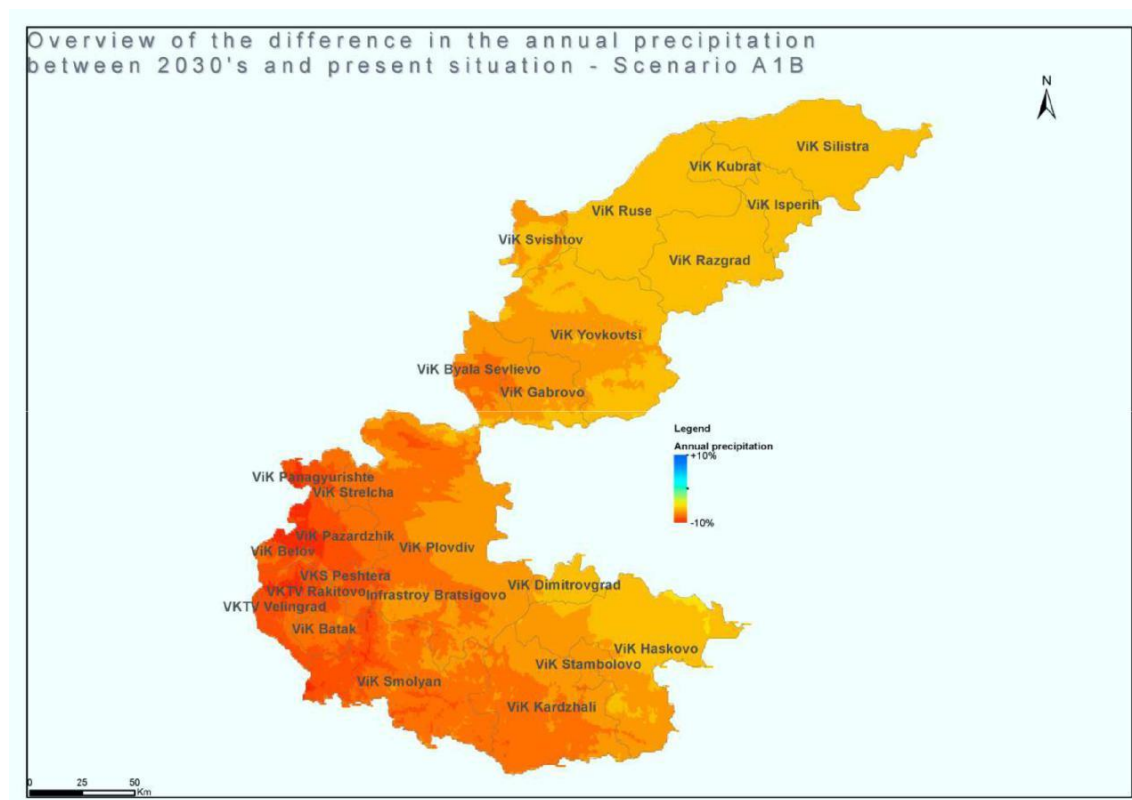 Overview of the difference in the annual precipitation
between 2030's and present situation - Scenario A1B
N
ViK Silistra
ViK Kubrat
ViK Isperih
ViK Ruse
ViK Svishtov
ViK Razgrad
ViK Yovkovtsi
ViK Byala Sevlievo
ViK Gabrovo
Legend
Annual precipitation
+10%
-10%
ViK Panagyurishte
ViK Strelcha
ViK Pazardzhik
ViK Belov
ViK Plovdiv
VKS Peshtera
VKTV Rakitovo
Infrastroy Bratsigovo
ViK Dimitrovgrad
VKTV Velingrad
ViK Batak
ViK Haskovo
ViK Stambolovo
ViK Smolyan
ViK Kardzhali
0 25 50
Km